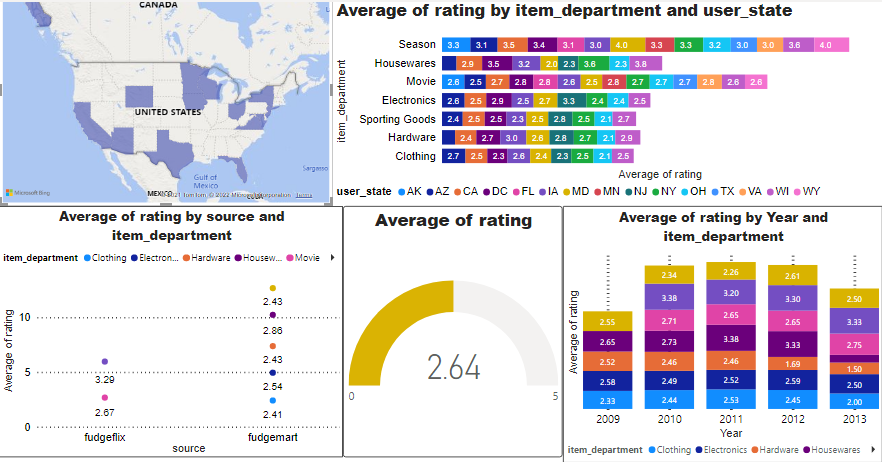 CANADA
UNITED STATES
Gulf of
Mexico
MEXICO
Sargasso
Microsoft Bing
© 2022 Microsoft Corporation Terms
Average of rating by item_department and user_state
item_department
Season 3.3 3.1 3.5 3.4 3.1 3.0 4.0 3.3 3.3 3.2 3.0 3.0 3.6 4.0
Housewares 2.9 3.5 3.2 2.0 2.3 3.6 2.3 3.8
Movie 2.6 2.5 2.7 2.8 2.8 2.6 2.5 2.8 2.7 2.7 2.7 2.8 2.6 2.6
Electronics 2.6 2.5 2.9 2.5 2.7 3.3 2.4 2.4 2.5
Sporting Goods 2.4 2.5 2.5 2.3 2.5 2.8 2.5 2.1 2.7
Hardware 2.4 2.7 3.0 2.6 2.8 2.7 2.1 2.9
Clothing 2.7 2.5 2.3 2.6 2.4 2.3 2.5 2.1 2.5
Average of rating
user_state AK AZ CA DC FL IA MD MN NJ NY OH TX VA WI WY
Average of rating by source and
item_department
item_department Clothing Electron... Hardware Housew... Movie
Average of rating
10
5
0
3.29
2.67
2.43
2.86
2.43
2.54
2.41
fudgeflix fudgemart
source
Average of rating
2.64
0 5
Average of rating by Year and
item_department
Average of rating
2.55 2.65 2.52 2.58 2.33
2.34 3.38 2.71 2.73 2.46 2.49 2.44
2.26 3.20 2.65 3.38 2.46 2.52 2.53
2.61 3.30 2.65 3.33 1.69 2.59 2.45
2.50 3.33 2.75 1.50 2.50 2.00
2009 2010 2011 2012 2013
Year
item_department Clothing Electronics Hardware Housewares